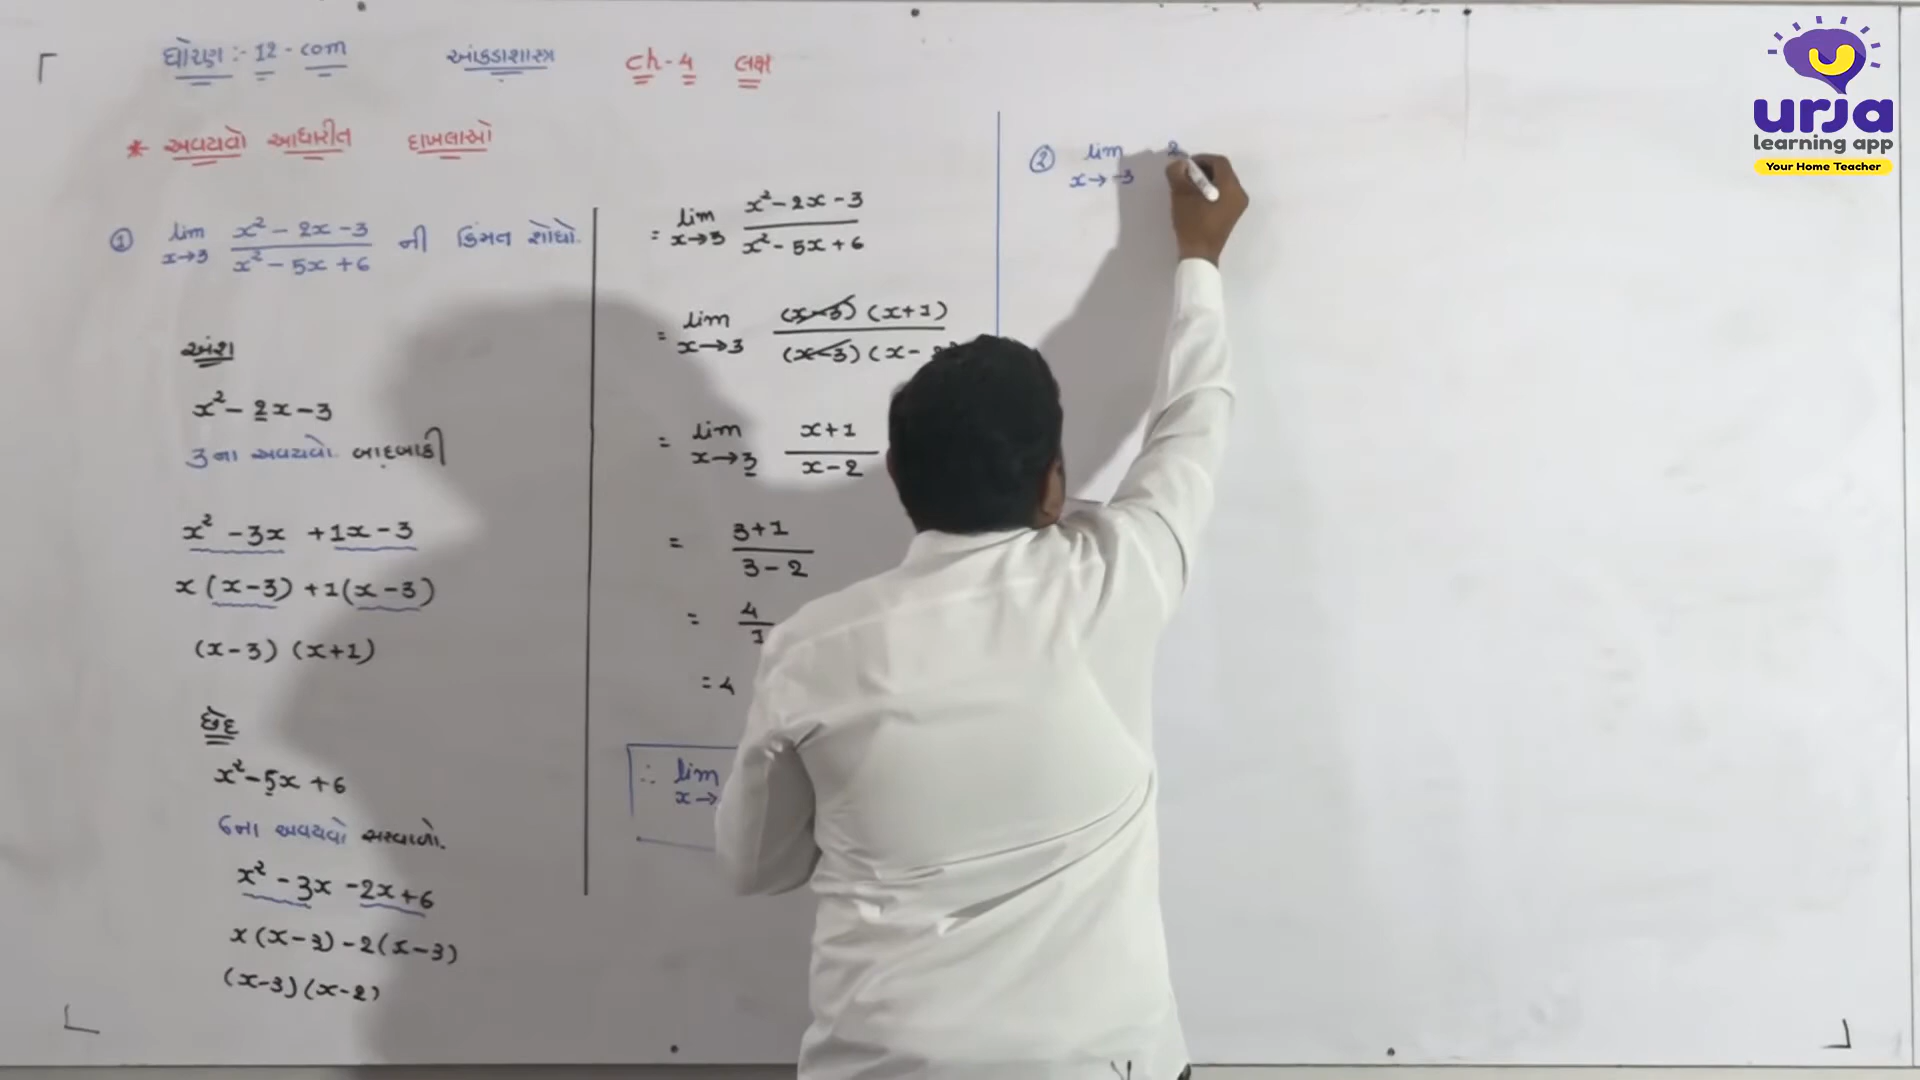 ધોરણ :- 12 - com આંકડાશાસ્ત્ર Ch - 4 લક્ષ
* અવયવો આધારીત દાખલાઓ
① lim x→3 x² - 2x - 3 / x² - 5x + 6 ની કિંમત શોધો.
અંશ
x² - 2x - 3
3ના અવયવો બાદબાકી
x² - 3x + 1x - 3
x (x - 3) + 1 (x - 3)
(x - 3) (x + 1)
છેદ
x² - 5x + 6
6ના અવયવો સરવાળો.
x² - 3x - 2x + 6
x (x - 3) - 2 (x - 3)
(x - 3) (x - 2)
= lim x→3 x² - 2x - 3 / x² - 5x + 6
= lim x→3 (x - 3) (x + 1) / (x - 3) (x -
= lim x→3 x + 1 / x - 2
= 3 + 1 / 3 - 2
= 4 / 1
= 4
∴ lim x→
② lim x→ -3 2
urja
learning app
Your Home Teacher